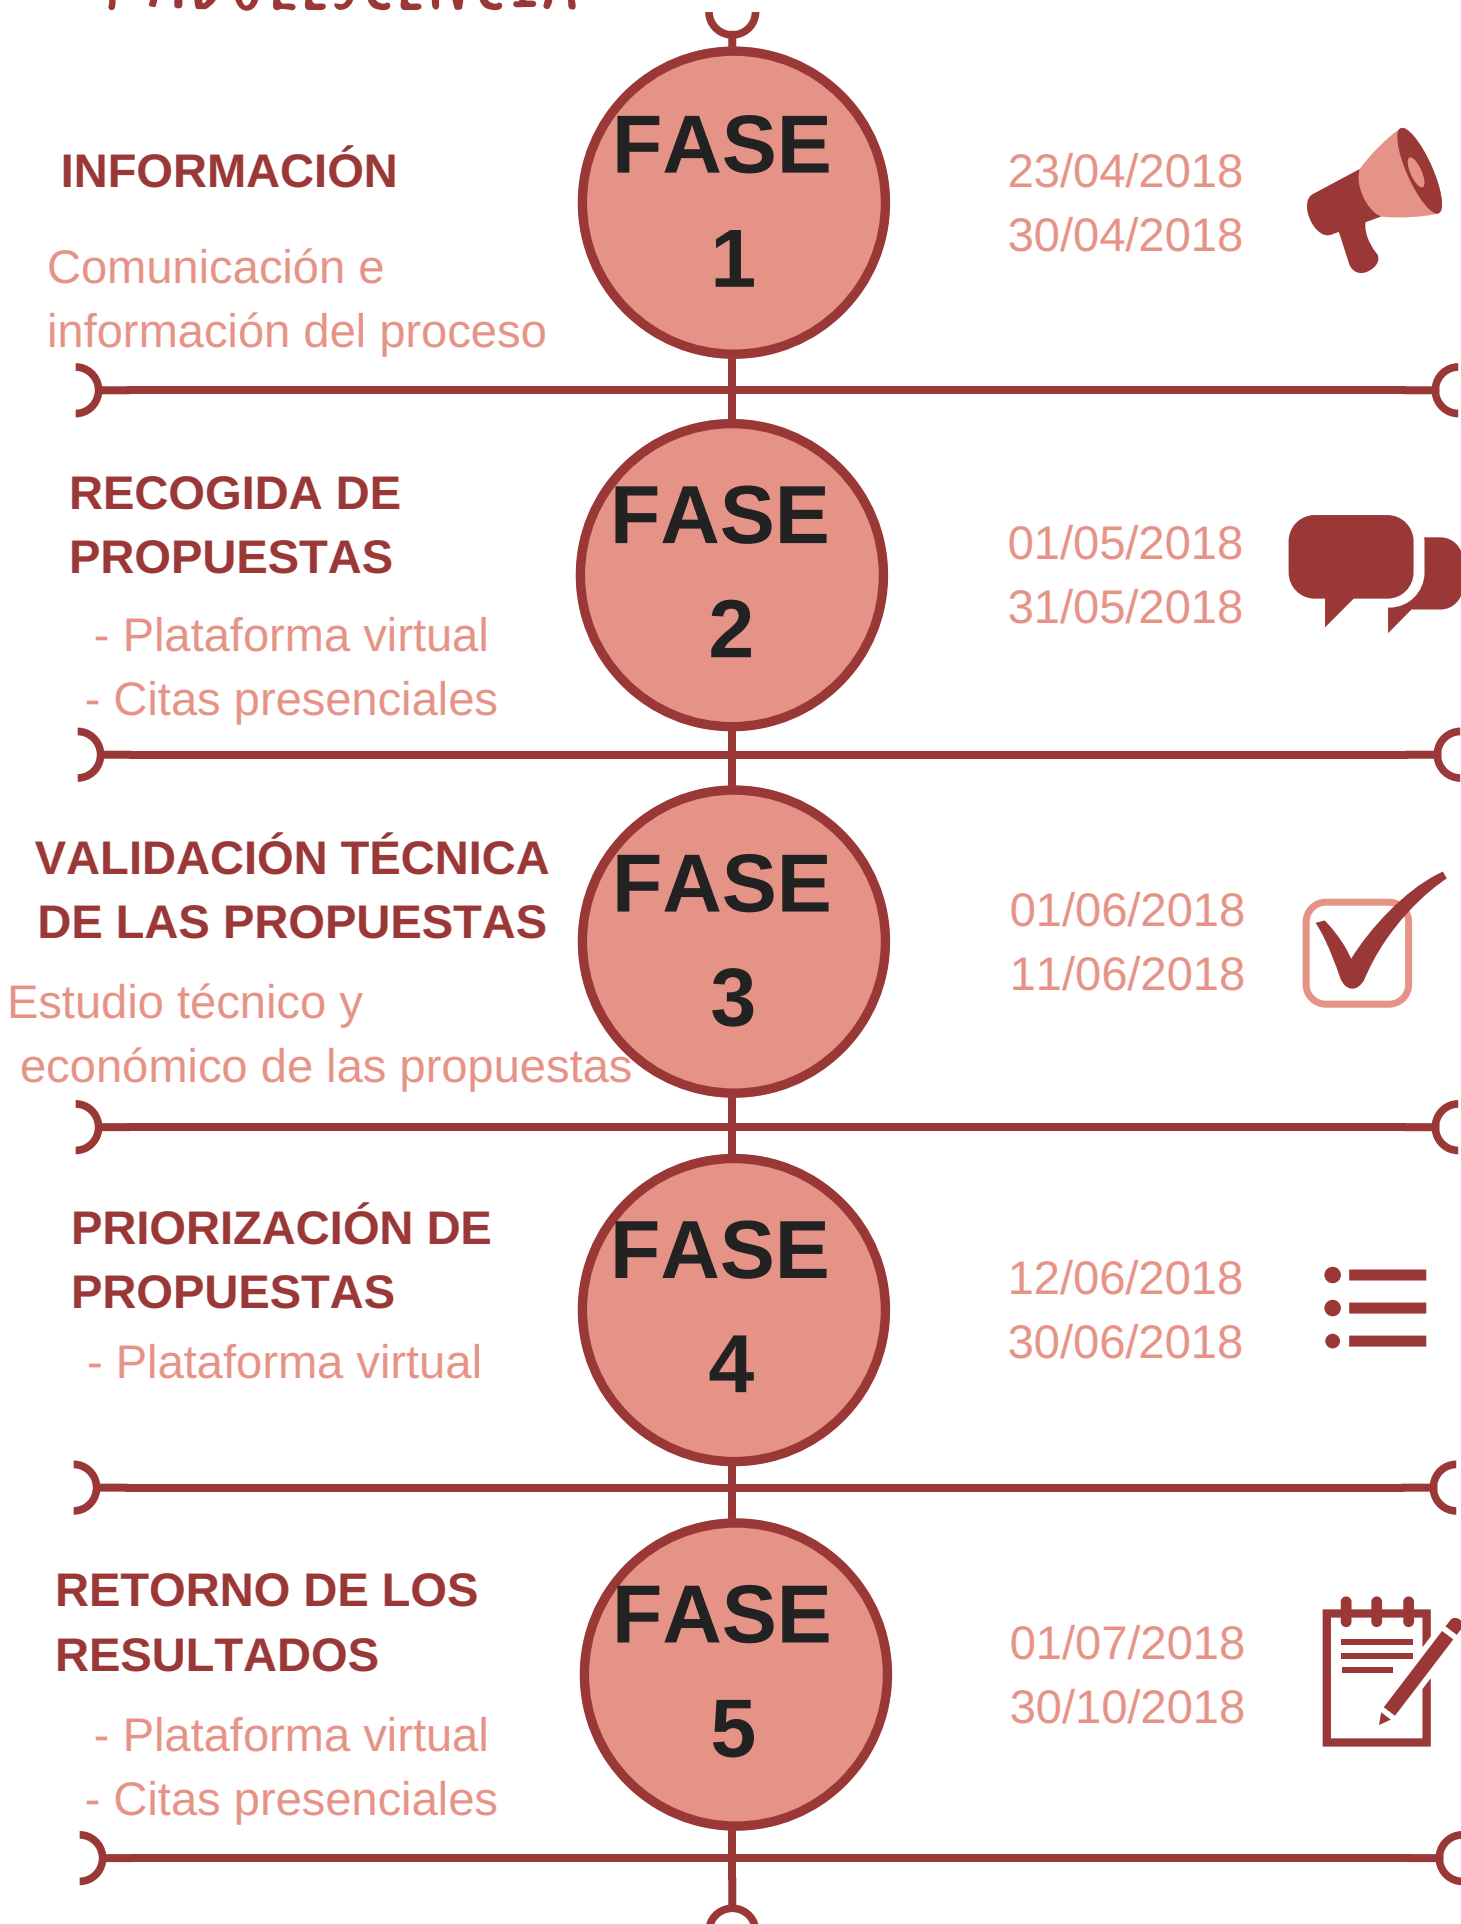 INFORMACIÓN
Comunicación e
información del proceso
FASE
1
23/04/2018
30/04/2018
RECOGIDA DE
PROPUESTAS
- Plataforma virtual
- Citas presenciales
FASE
2
01/05/2018
31/05/2018
VALIDACIÓN TÉCNICA
DE LAS PROPUESTAS
Estudio técnico y
económico de las propuestas
FASE
3
01/06/2018
11/06/2018
PRIORIZACIÓN DE
PROPUESTAS
- Plataforma virtual
FASE
4
12/06/2018
30/06/2018
RETORNO DE LOS
RESULTADOS
- Plataforma virtual
- Citas presenciales
FASE
5
01/07/2018
30/10/2018